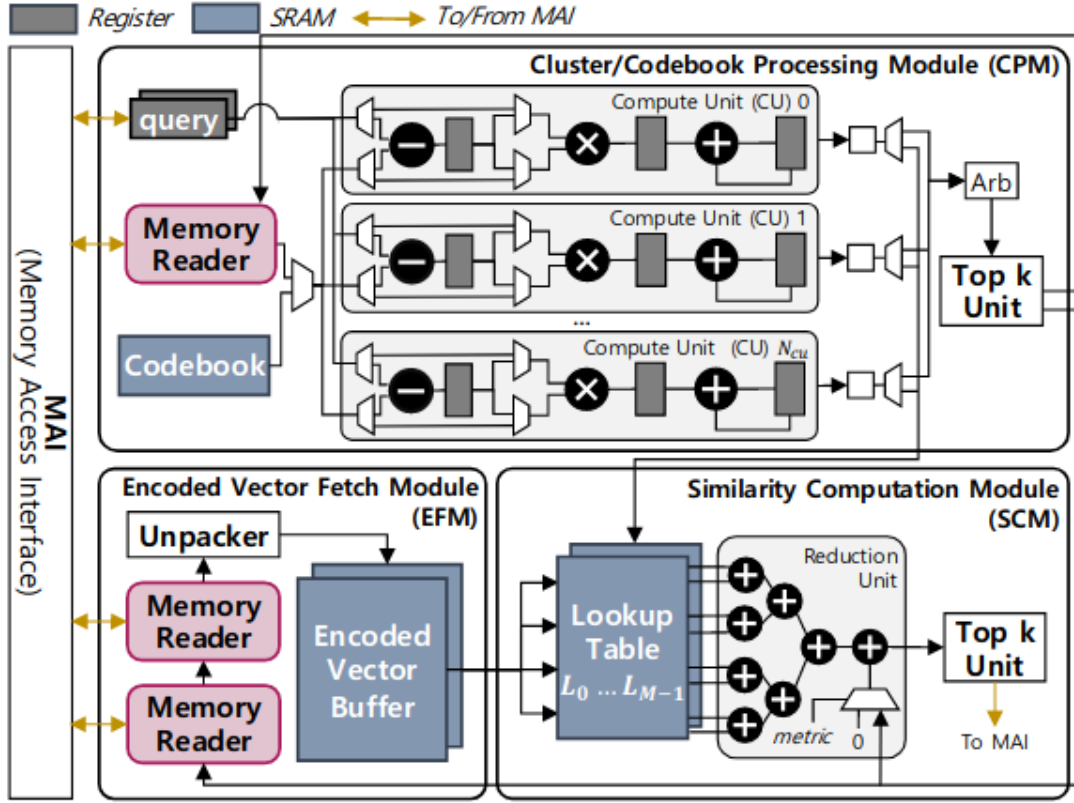 Register
SRAM
To/From MAI
Cluster/Codebook Processing Module (CPM)
query
Compute Unit (CU) 0
Memory
Reader
Compute Unit (CU) 1
Arb
Top k
Unit
Codebook
...
Compute Unit (CU) N_cu
MAI
(Memory Access Interface)
Encoded Vector Fetch Module
(EFM)
Unpacker
Memory
Reader
Memory
Reader
Encoded
Vector
Buffer
Similarity Computation Module
(SCM)
Lookup
Table
L_0 ... L_{M-1}
Reduction
Unit
metric
0
Top k
Unit
To MAI